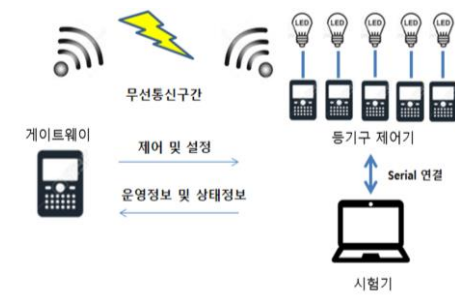 LED LED LED LED LED
무선통신구간
게이트웨이
등기구 제어기
제어 및 설정
Serial 연결
운영정보 및 상태정보
시험기